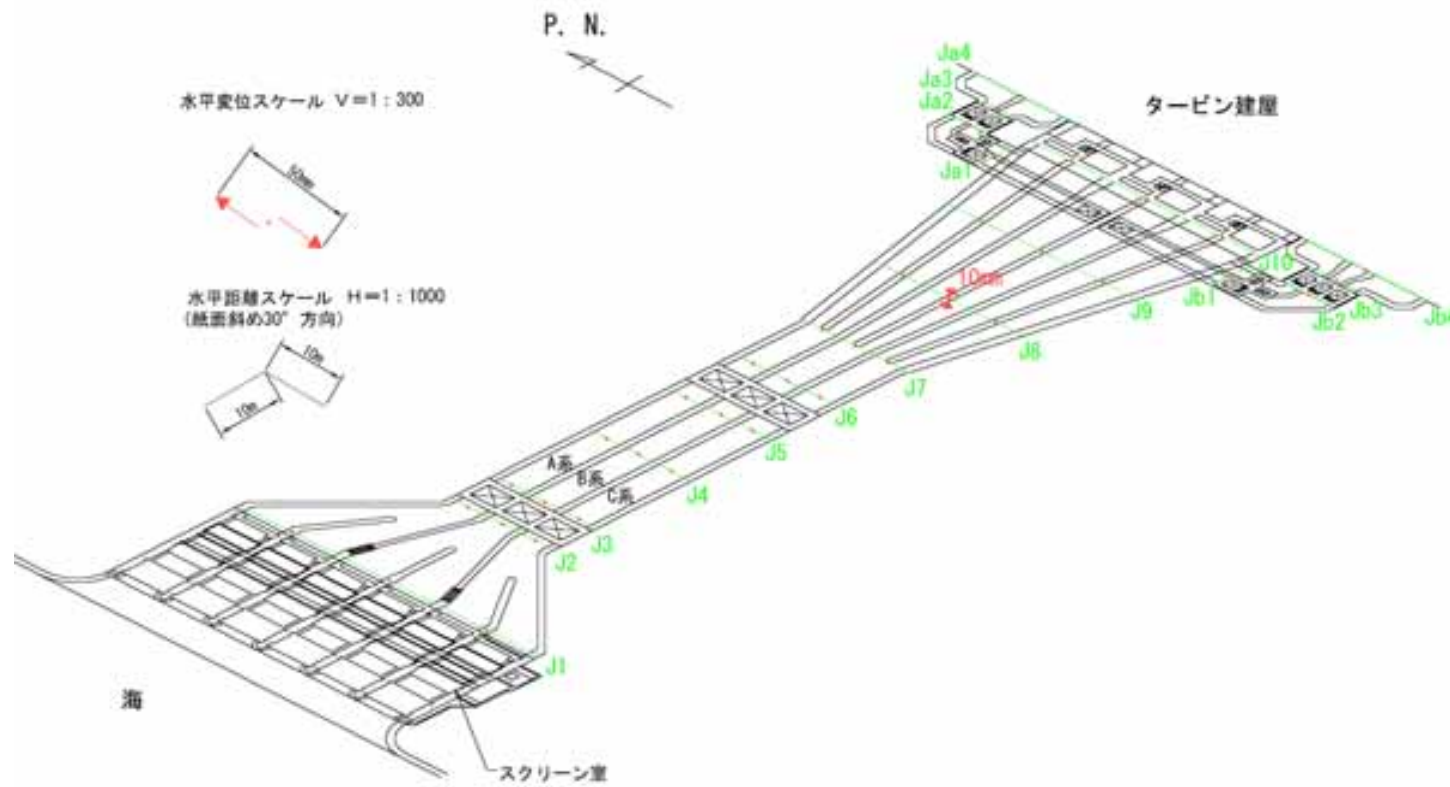 P. N.
水平変位スケール V=1:300
50mm
水平距離スケール H=1:1000
(紙面斜め30°方向)
10m
10m
Ja4
Ja3
Ja2
Ja1
タービン建屋
10mm
J10
Jb1
Jb2
Jb3
Jb4
J9
J8
J7
J6
J5
J4
A系
B系
C系
J3
J2
J1
海
スクリーン室